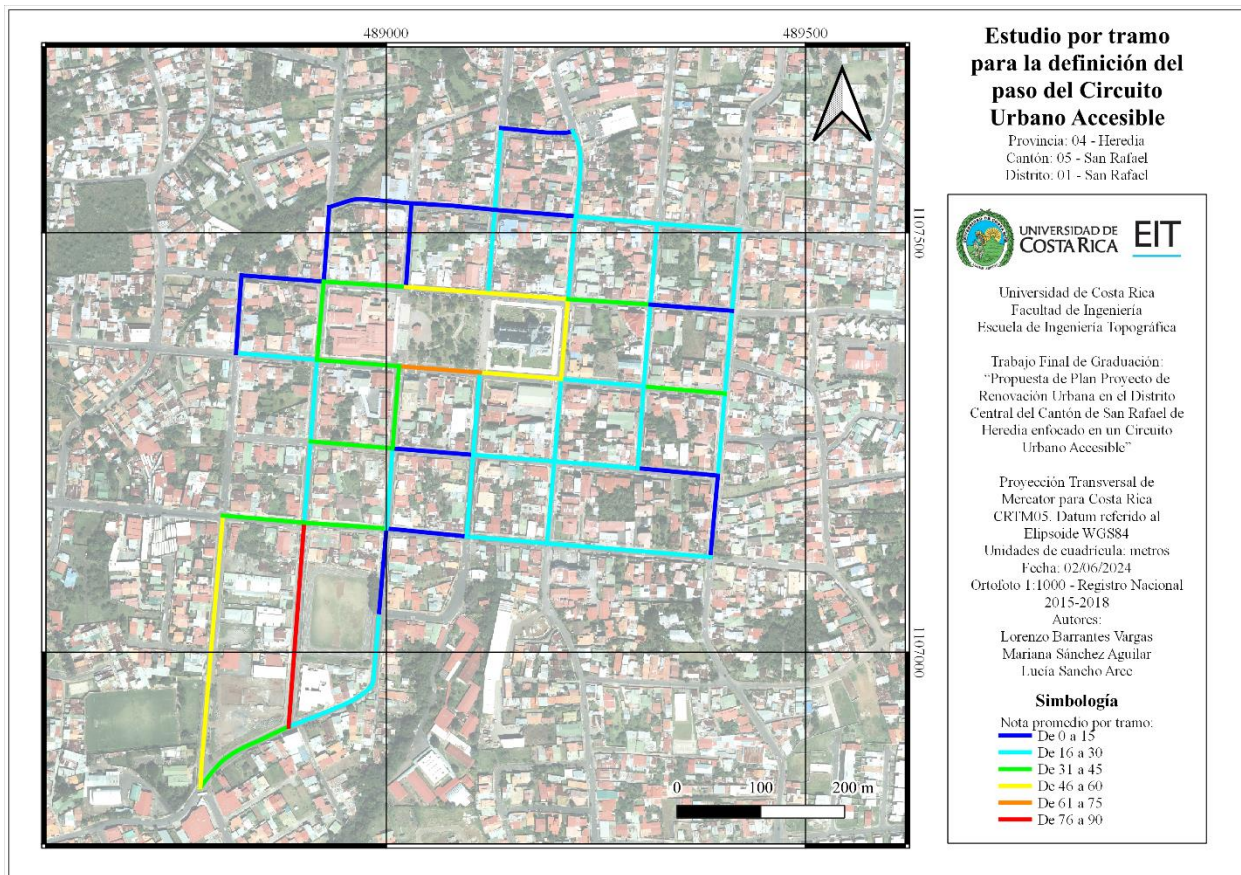 489000
489500
1107500
1107000
0
100
200 m
Estudio por tramo
para la definición del
paso del Circuito
Urbano Accesible
Provincia: 04 - Heredia
Cantón: 05 - San Rafael
Distrito: 01 - San Rafael
UNIVERSIDAD DE
COSTA RICA
EIT
Universidad de Costa Rica
Facultad de Ingeniería
Escuela de Ingeniería Topográfica
Trabajo Final de Graduación:
“Propuesta de Plan Proyecto de
Renovación Urbana en el Distrito
Central del Cantón de San Rafael de
Heredia enfocado en un Circuito
Urbano Accesible”
Proyección Transversal de
Mercator para Costa Rica
CRTM05. Datum referido al
Elipsoide WGS84
Unidades de cuadrícula: metros
Fecha: 02/06/2024
Ortofoto 1:1000 - Registro Nacional
2015-2018
Autores:
Lorenzo Barrantes Vargas
Mariana Sánchez Aguilar
Lucía Sancho Arce
Simbología
Nota promedio por tramo:
De 0 a 15
De 16 a 30
De 31 a 45
De 46 a 60
De 61 a 75
De 76 a 90